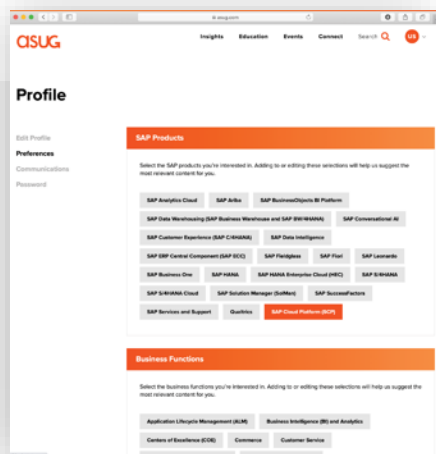 asug.com
asug
Insights Education Events Connect Search US
Profile
Edit Profile
Preferences
Communications
Password
SAP Products
Select the SAP products you're interested in. Adding to or editing these selections will help us suggest the
most relevant content for you.
SAP Analytics Cloud SAP Ariba SAP BusinessObjects BI Platform
SAP Data Warehousing (SAP Business Warehouse and SAP BW/4HANA) SAP Conversational AI
SAP Customer Experience (SAP C/4HANA) SAP Data Intelligence
SAP ERP Central Component (SAP ECC) SAP Fieldglass SAP Fiori SAP Leonardo
SAP Business One SAP HANA SAP HANA Enterprise Cloud (HEC) SAP S/4HANA
SAP S/4HANA Cloud SAP Solution Manager (SolMan) SAP SuccessFactors
SAP Services and Support Qualtrics SAP Cloud Platform (SCP)
Business Functions
Select the business functions you're interested in. Adding to or editing these selections will help us suggest the
most relevant content for you.
Application Lifecycle Management (ALM) Business Intelligence (BI) and Analytics
Centers of Excellence (COE) Commerce Customer Service